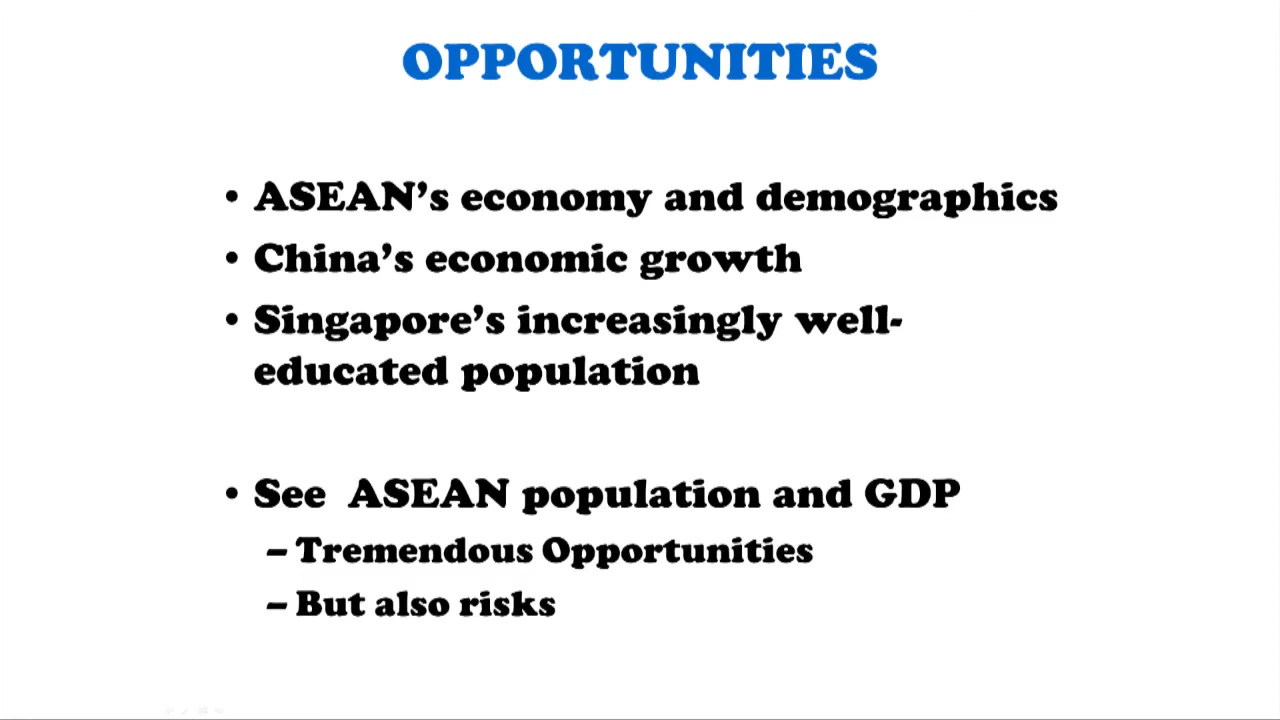 OPPORTUNITIES
• ASEAN’s economy and demographics
• China’s economic growth
• Singapore’s increasingly well-
educated population
• See ASEAN population and GDP
– Tremendous Opportunities
– But also risks